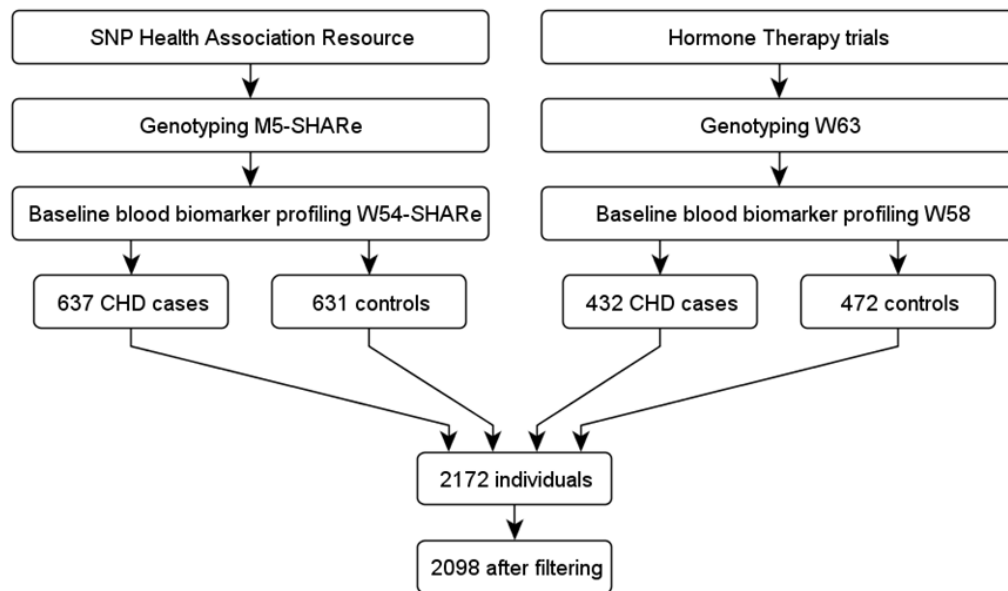 SNP Health Association Resource
Hormone Therapy trials
Genotyping M5-SHARe
Genotyping W63
Baseline blood biomarker profiling W54-SHARe
Baseline blood biomarker profiling W58
637 CHD cases
631 controls
432 CHD cases
472 controls
2172 individuals
2098 after filtering